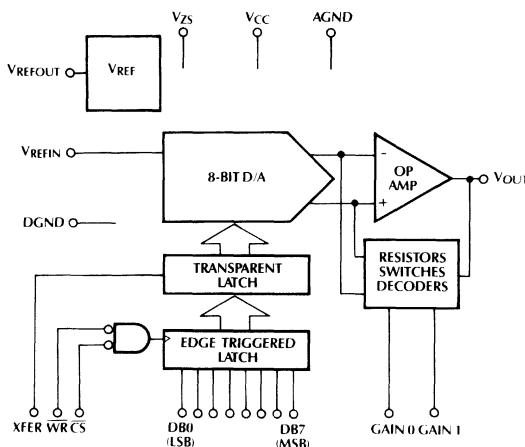 VZS
VCC
AGND
VREFOUT
VREF
VREFIN
8-BIT D/A
-
OP
AMP
+
VOUT
DGND
TRANSPARENT
LATCH
RESISTORS
SWITCHES
DECODERS
EDGE TRIGGERED
LATCH
XFER WR CS
DB0
(LSB)
DB7
(MSB)
GAIN 0 GAIN 1